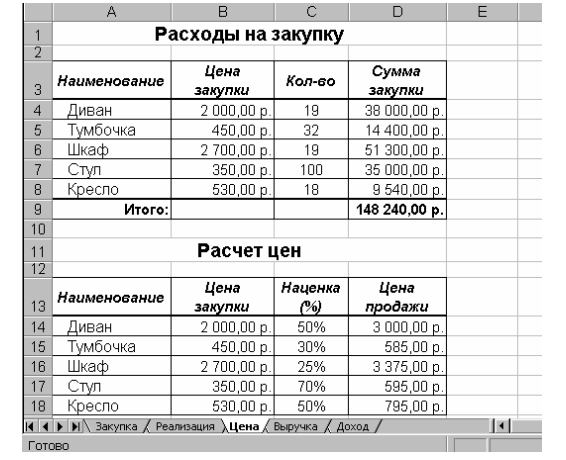 A B C D E
1 Расходы на закупку
2
3 Наименование Цена закупки Кол-во Сумма закупки
4 Диван 2 000,00 р. 19 38 000,00 р.
5 Тумбочка 450,00 р. 32 14 400,00 р.
6 Шкаф 2 700,00 р. 19 51 300,00 р.
7 Стул 350,00 р. 100 35 000,00 р.
8 Кресло 530,00 р. 18 9 540,00 р.
9 Итого: 148 240,00 р.
10
11 Расчет цен
12
13 Наименование Цена закупки Наценка (%) Цена продажи
14 Диван 2 000,00 р. 50% 3 000,00 р.
15 Тумбочка 450,00 р. 30% 585,00 р.
16 Шкаф 2 700,00 р. 25% 3 375,00 р.
17 Стул 350,00 р. 70% 595,00 р.
18 Кресло 530,00 р. 50% 795,00 р.
Закупка / Реализация \ Цена / Выручка / Доход /
Готово